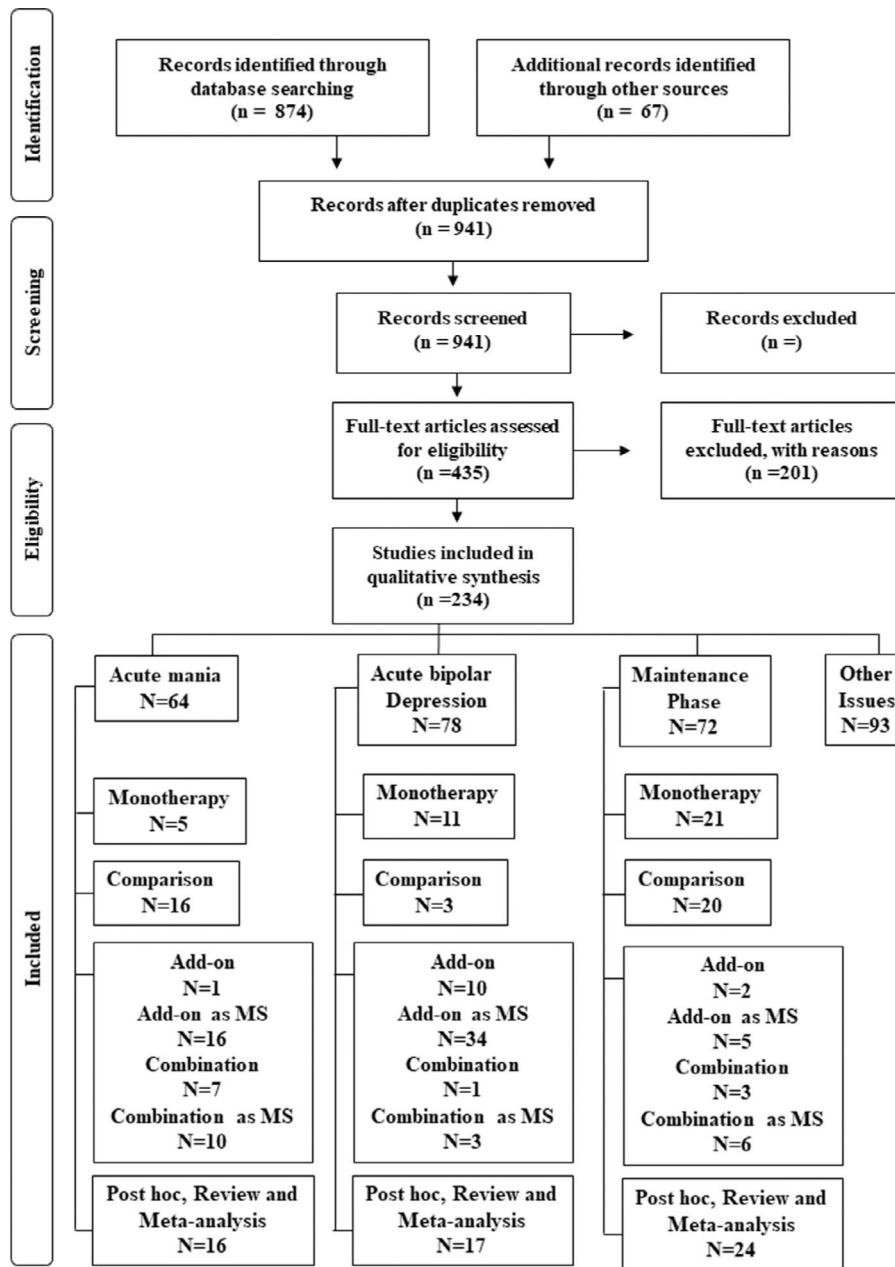 Identification
Records identified through
database searching
(n = 874)
Additional records identified
through other sources
(n = 67)
Records after duplicates removed
(n = 941)
Screening
Records screened
(n = 941)
Records excluded
(n =)
Eligibility
Full-text articles assessed
for eligibility
(n =435)
Full-text articles
excluded, with reasons
(n =201)
Studies included in
qualitative synthesis
(n =234)
Included
Acute mania
N=64
Monotherapy
N=5
Comparison
N=16
Add-on
N=1
Add-on as MS
N=16
Combination
N=7
Combination as MS
N=10
Post hoc, Review and
Meta-analysis
N=16
Acute bipolar
Depression
N=78
Monotherapy
N=11
Comparison
N=3
Add-on
N=10
Add-on as MS
N=34
Combination
N=1
Combination as MS
N=3
Post hoc, Review and
Meta-analysis
N=17
Maintenance
Phase
N=72
Monotherapy
N=21
Comparison
N=20
Add-on
N=2
Add-on as MS
N=5
Combination
N=3
Combination as MS
N=6
Post hoc, Review and
Meta-analysis
N=24
Other
Issues
N=93